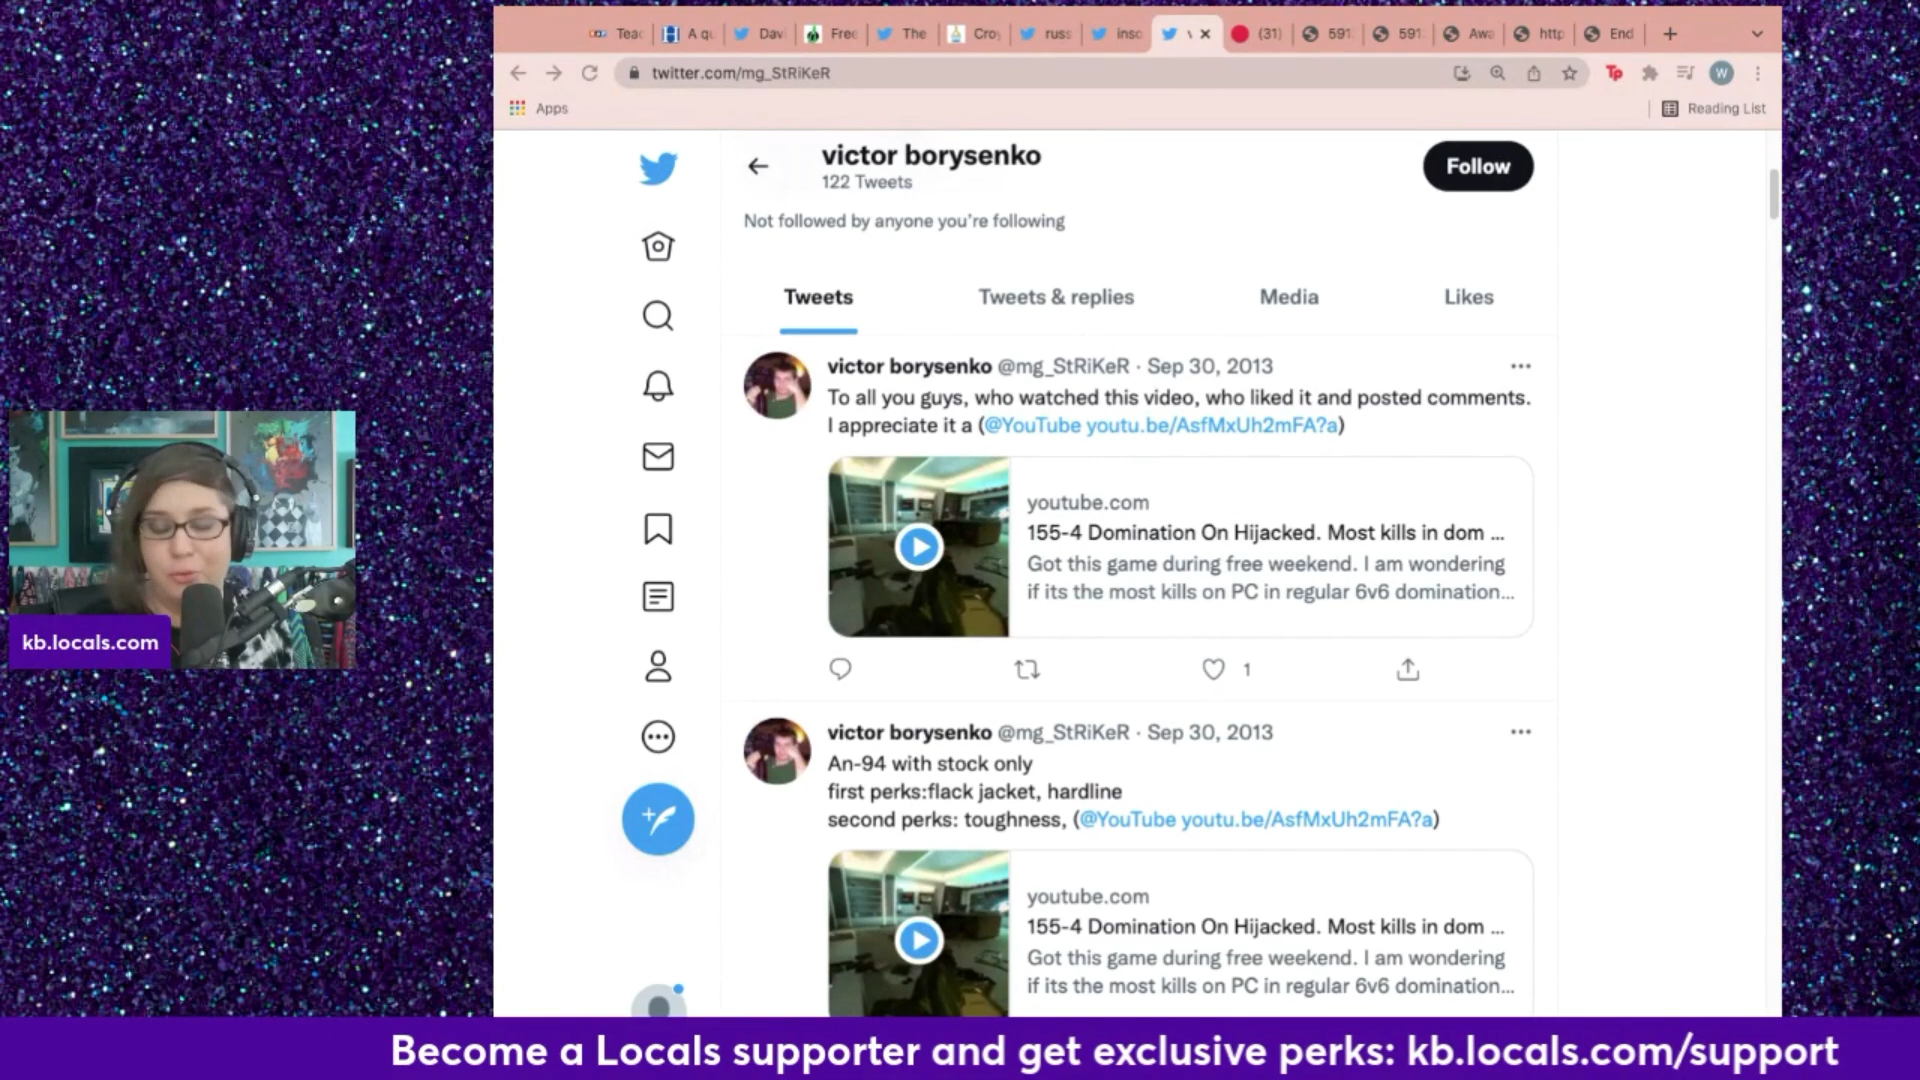 Teac
A qu
Davi
Free
The
Croy
russ
inso
(31)
591
591
Awa
http
End
twitter.com/mg_StRiKeR
Tp
W
Apps
Reading List
victor borysenko
122 Tweets
Follow
Not followed by anyone you're following
Tweets
Tweets & replies
Media
Likes
victor borysenko @mg_StRiKeR · Sep 30, 2013
To all you guys, who watched this video, who liked it and posted comments.
I appreciate it a (@YouTube youtu.be/AsfMxUh2mFA?a)
youtube.com
155-4 Domination On Hijacked. Most kills in dom ...
Got this game during free weekend. I am wondering
if its the most kills on PC in regular 6v6 domination...
1
victor borysenko @mg_StRiKeR · Sep 30, 2013
An-94 with stock only
first perks:flack jacket, hardline
second perks: toughness, (@YouTube youtu.be/AsfMxUh2mFA?a)
youtube.com
155-4 Domination On Hijacked. Most kills in dom ...
Got this game during free weekend. I am wondering
if its the most kills on PC in regular 6v6 domination...
kb.locals.com
Become a Locals supporter and get exclusive perks: kb.locals.com/support